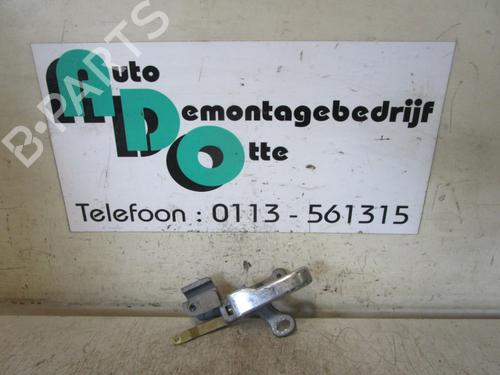 Auto
Demontagebedrijf
Otte
Telefoon : 0113 - 561315
B-PARTS